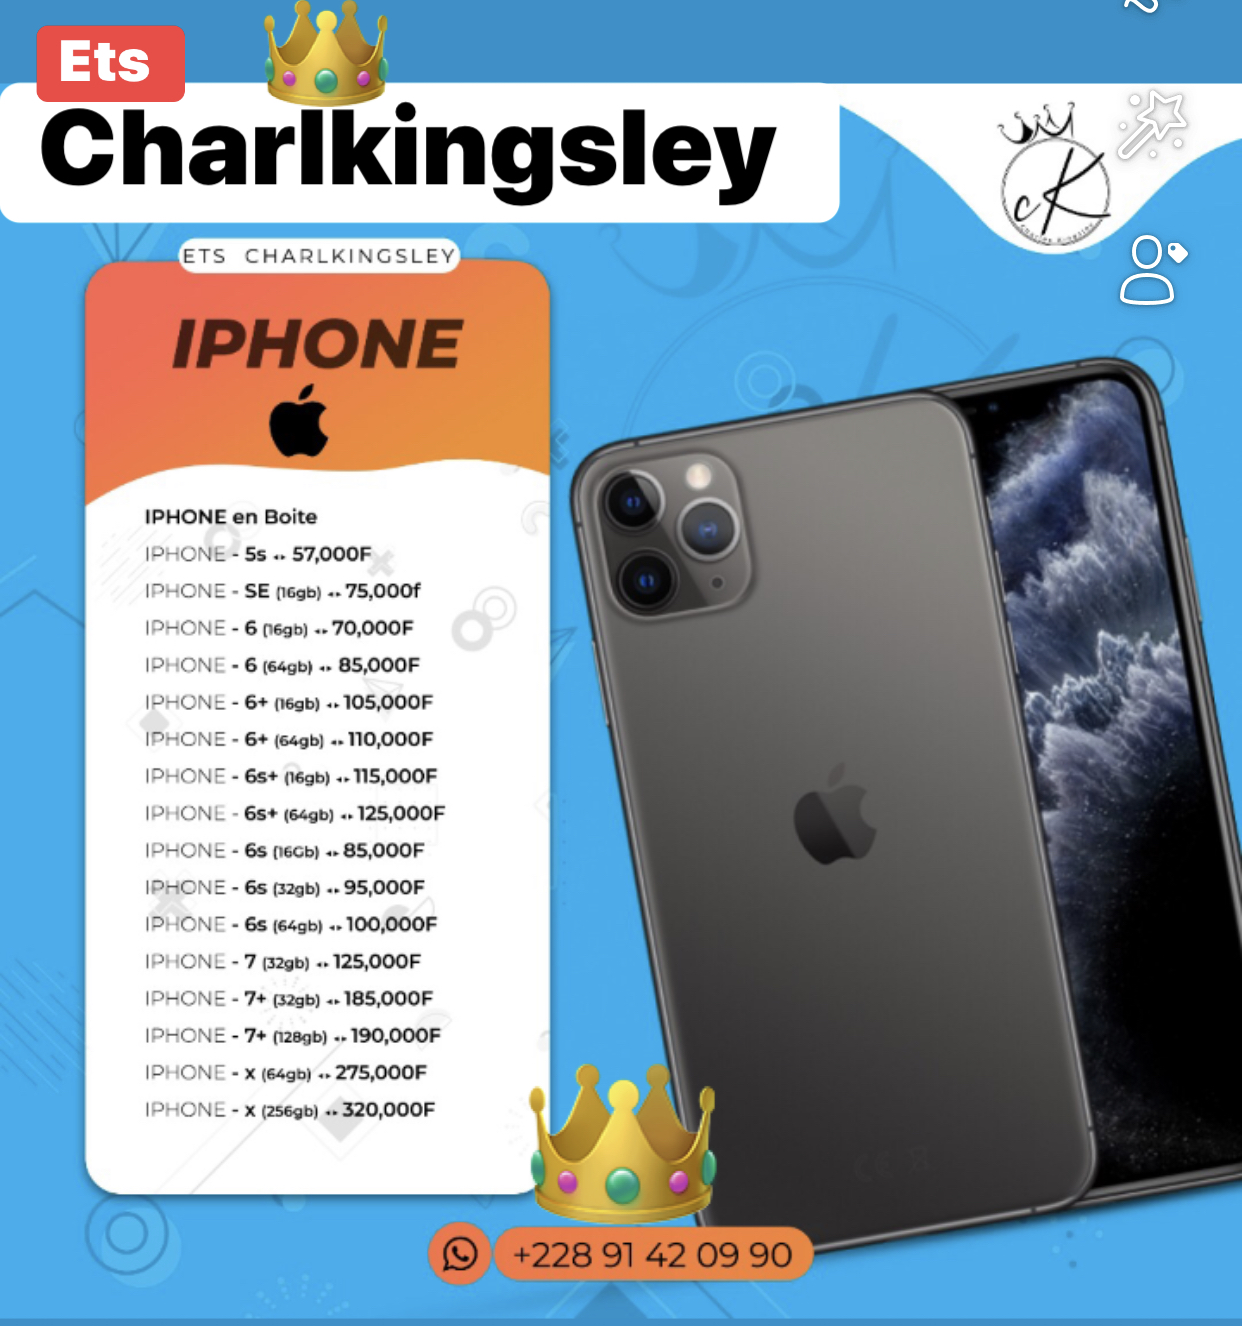 Ets
Charlkingsley
cK
ETS CHARLKINGSLEY
IPHONE
IPHONE en Boite
IPHONE - 5s ↔ 57,000F
IPHONE - SE (16gb) ↔ 75,000f
IPHONE - 6 (16gb) ↔ 70,000F
IPHONE - 6 (64gb) ↔ 85,000F
IPHONE - 6+ (16gb) ↔ 105,000F
IPHONE - 6+ (64gb) ↔ 110,000F
IPHONE - 6s+ (16gb) ↔ 115,000F
IPHONE - 6s+ (64gb) ↔ 125,000F
IPHONE - 6s (16Gb) ↔ 85,000F
IPHONE - 6s (32gb) ↔ 95,000F
IPHONE - 6s (64gb) ↔ 100,000F
IPHONE - 7 (32gb) ↔ 125,000F
IPHONE - 7+ (32gb) ↔ 185,000F
IPHONE - 7+ (128gb) ↔ 190,000F
IPHONE - x (64gb) ↔ 275,000F
IPHONE - x (256gb) ↔ 320,000F
+228 91 42 09 90